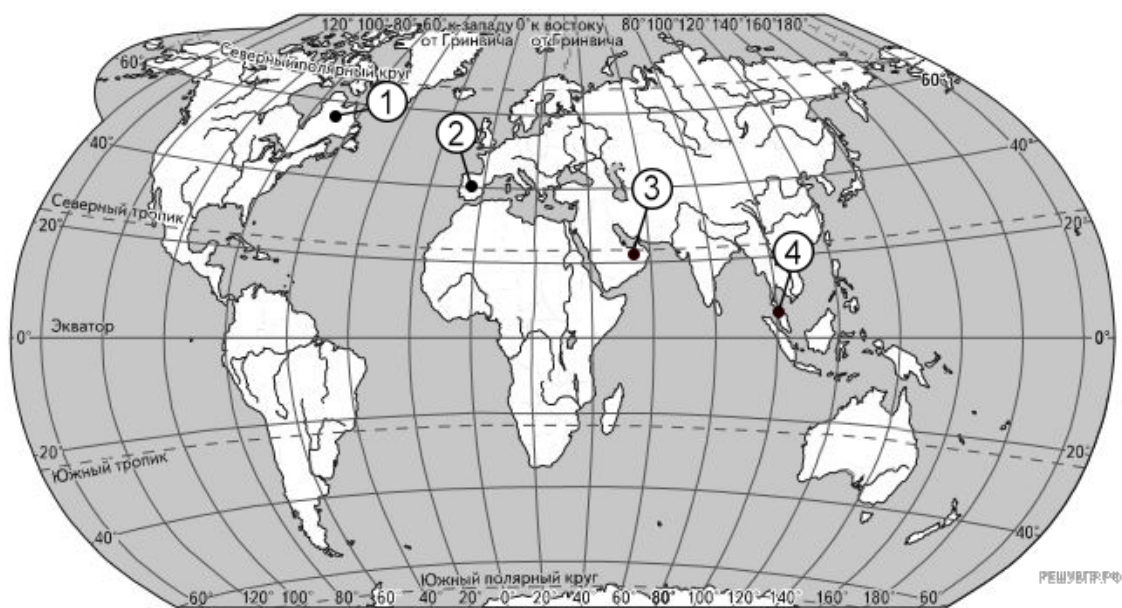 120° 100° 80 60° к западу 0° к востоку 80° 100° 120° 140° 160° 180°
от Гринвича от Гринвича
Северный полярный круг
60° 60°
1
2
40° 40°
3
Северный тропик
20° 20°
4
Экватор
0° 0°
20° 20°
Южный тропик
40° 40°
Южный полярный круг
РЕШУВПР.РФ
60° 120° 100° 80° 60° 40° 20° 0° 20° 40° 60° 80° 100° 120° 140° 160° 60°